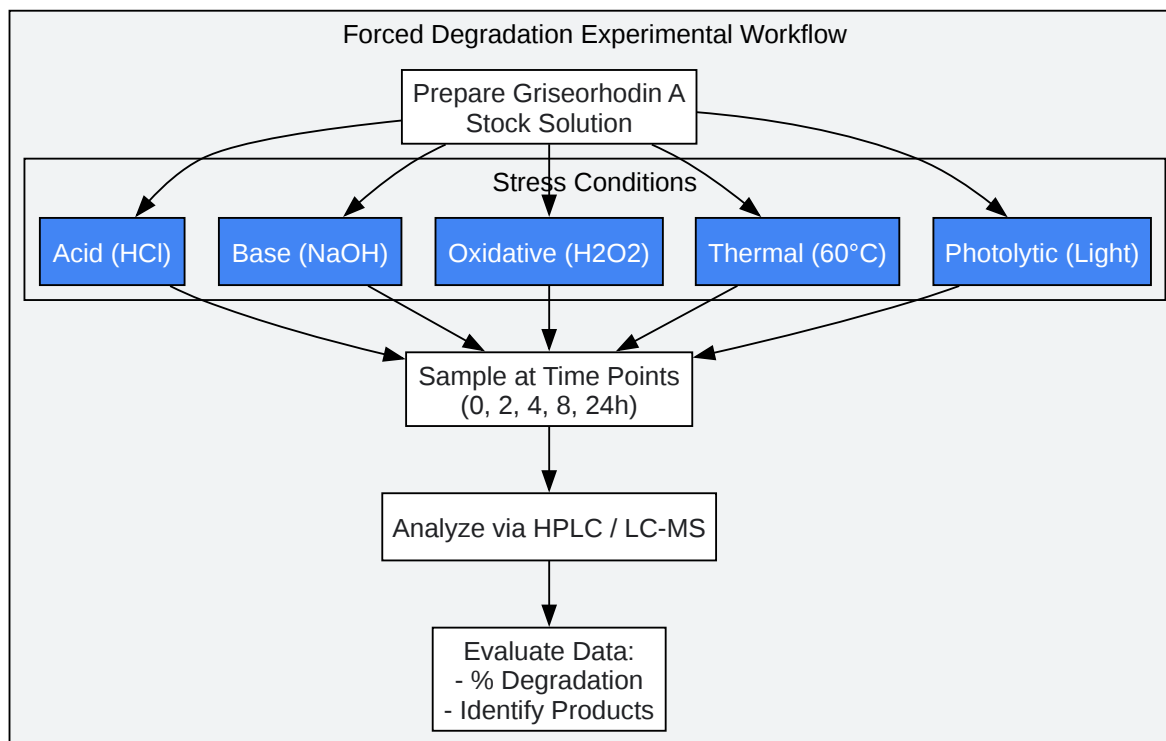 Forced Degradation Experimental Workflow
Prepare Griseorhodin A
Stock Solution
Stress Conditions
Acid (HCl)
Base (NaOH)
Oxidative (H2O2)
Thermal (60°C)
Photolytic (Light)
Sample at Time Points
(0, 2, 4, 8, 24h)
Analyze via HPLC / LC-MS
Evaluate Data:
- % Degradation
- Identify Products